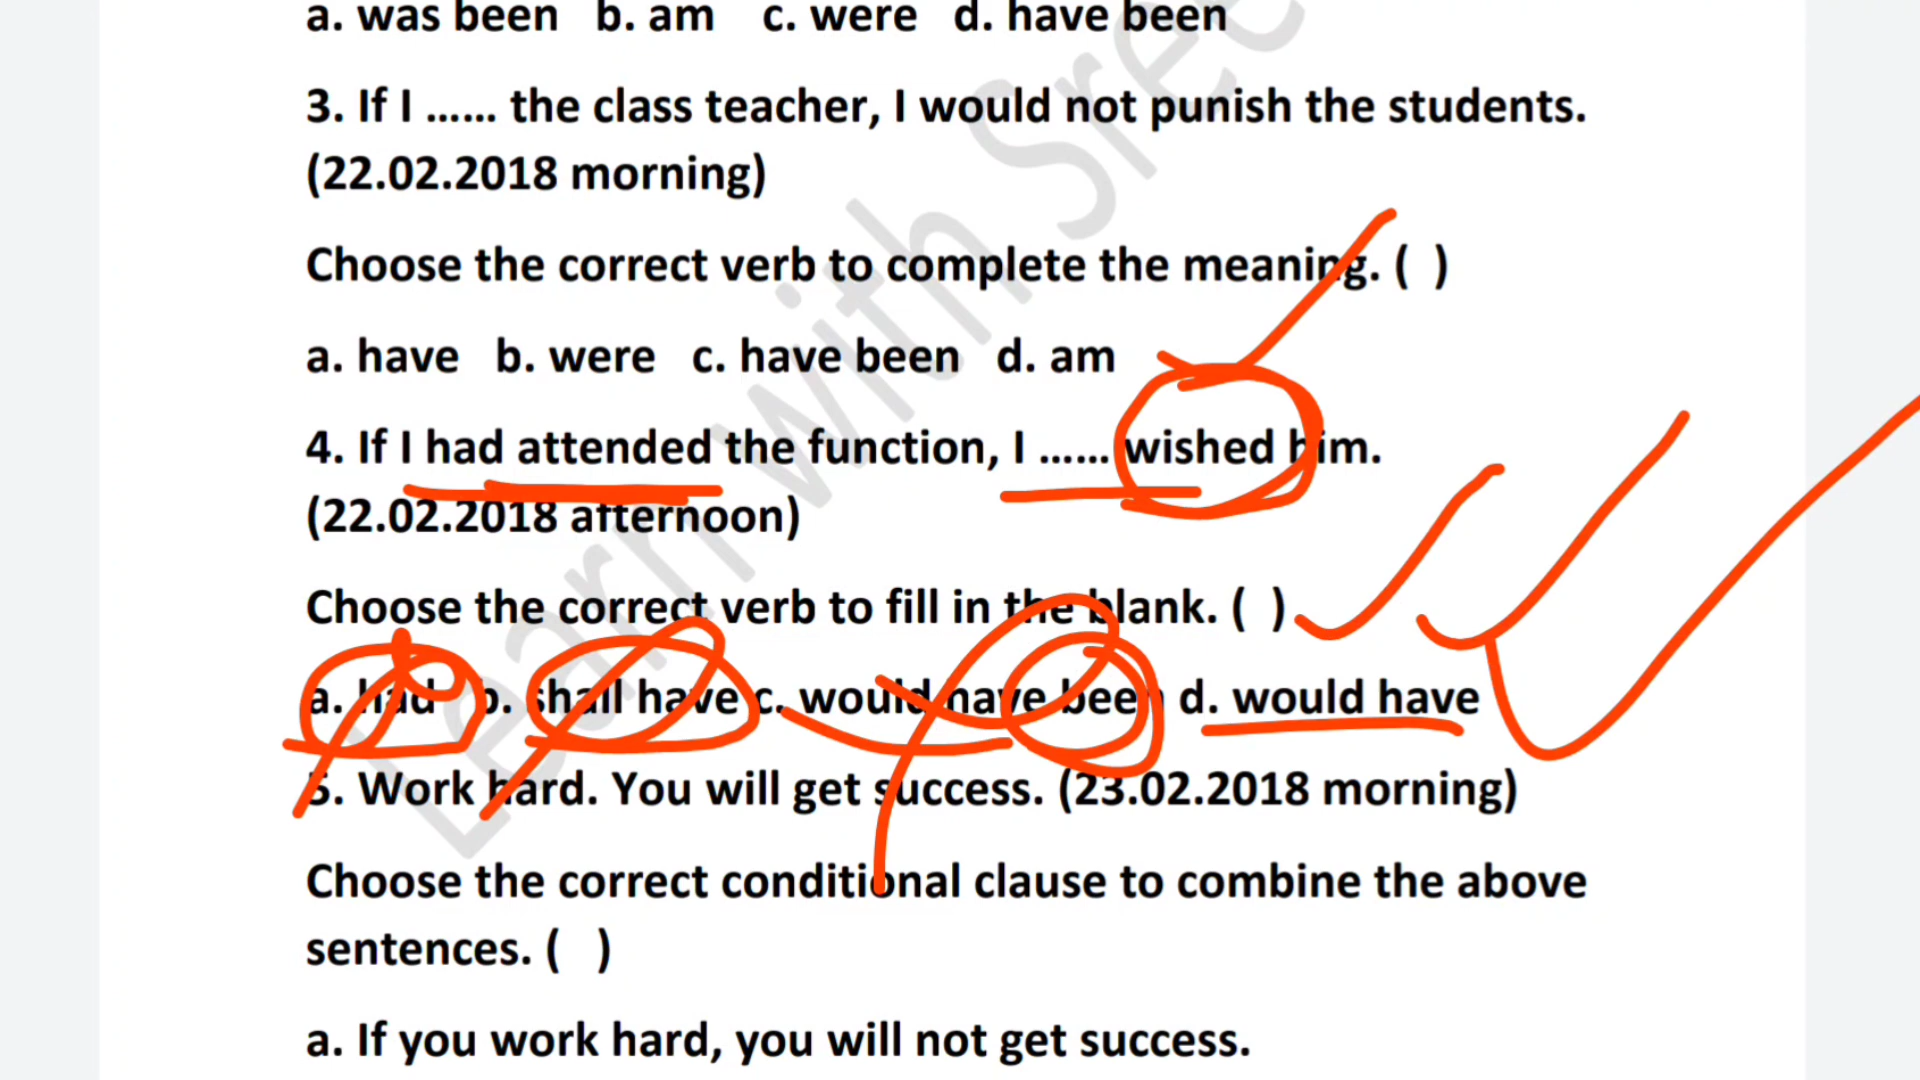 a. was been b. am c. were d. have been
3. If I ...... the class teacher, I would not punish the students.
(22.02.2018 morning)
Choose the correct verb to complete the meaning. ( )
a. have b. were c. have been d. am
4. If I had attended the function, I ...... wished him.
(22.02.2018 afternoon)
Choose the correct verb to fill in the blank. ( )
a. had b. shall have c. would have been d. would have
5. Work hard. You will get success. (23.02.2018 morning)
Choose the correct conditional clause to combine the above
sentences. ( )
a. If you work hard, you will not get success.
Learn with Sree